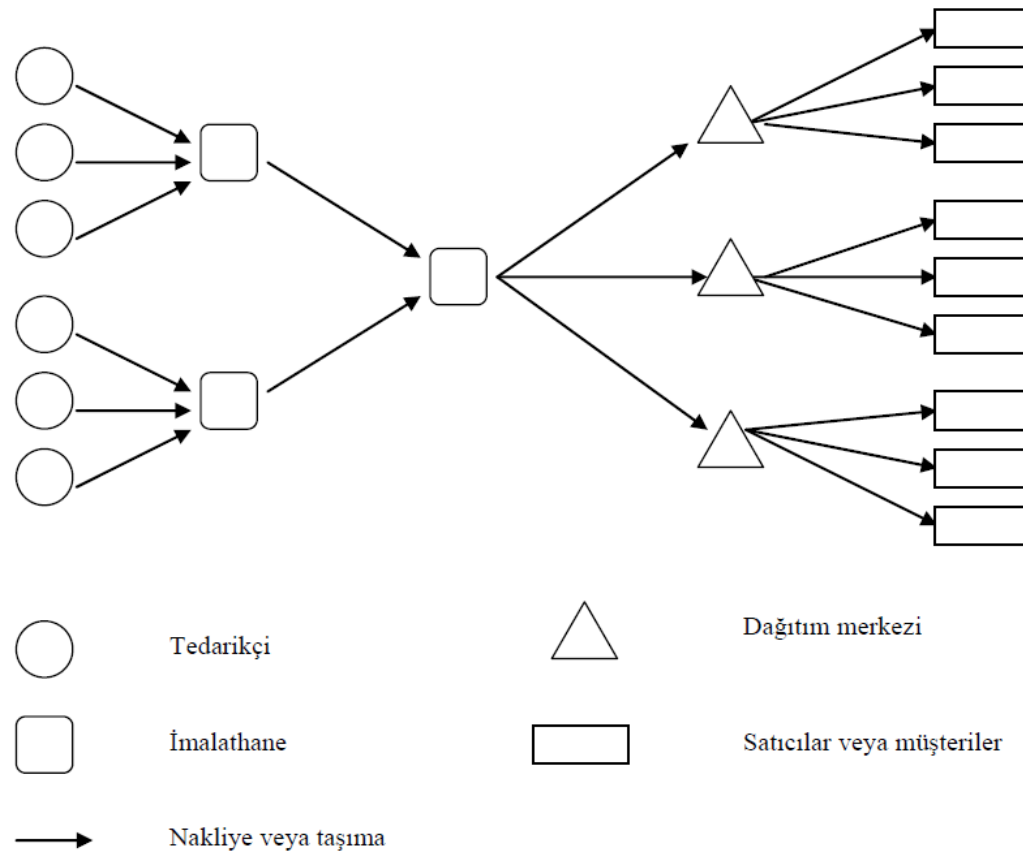 Tedarikçi
Dağıtım merkezi
İmalathane
Satıcılar veya müşteriler
Nakliye veya taşıma